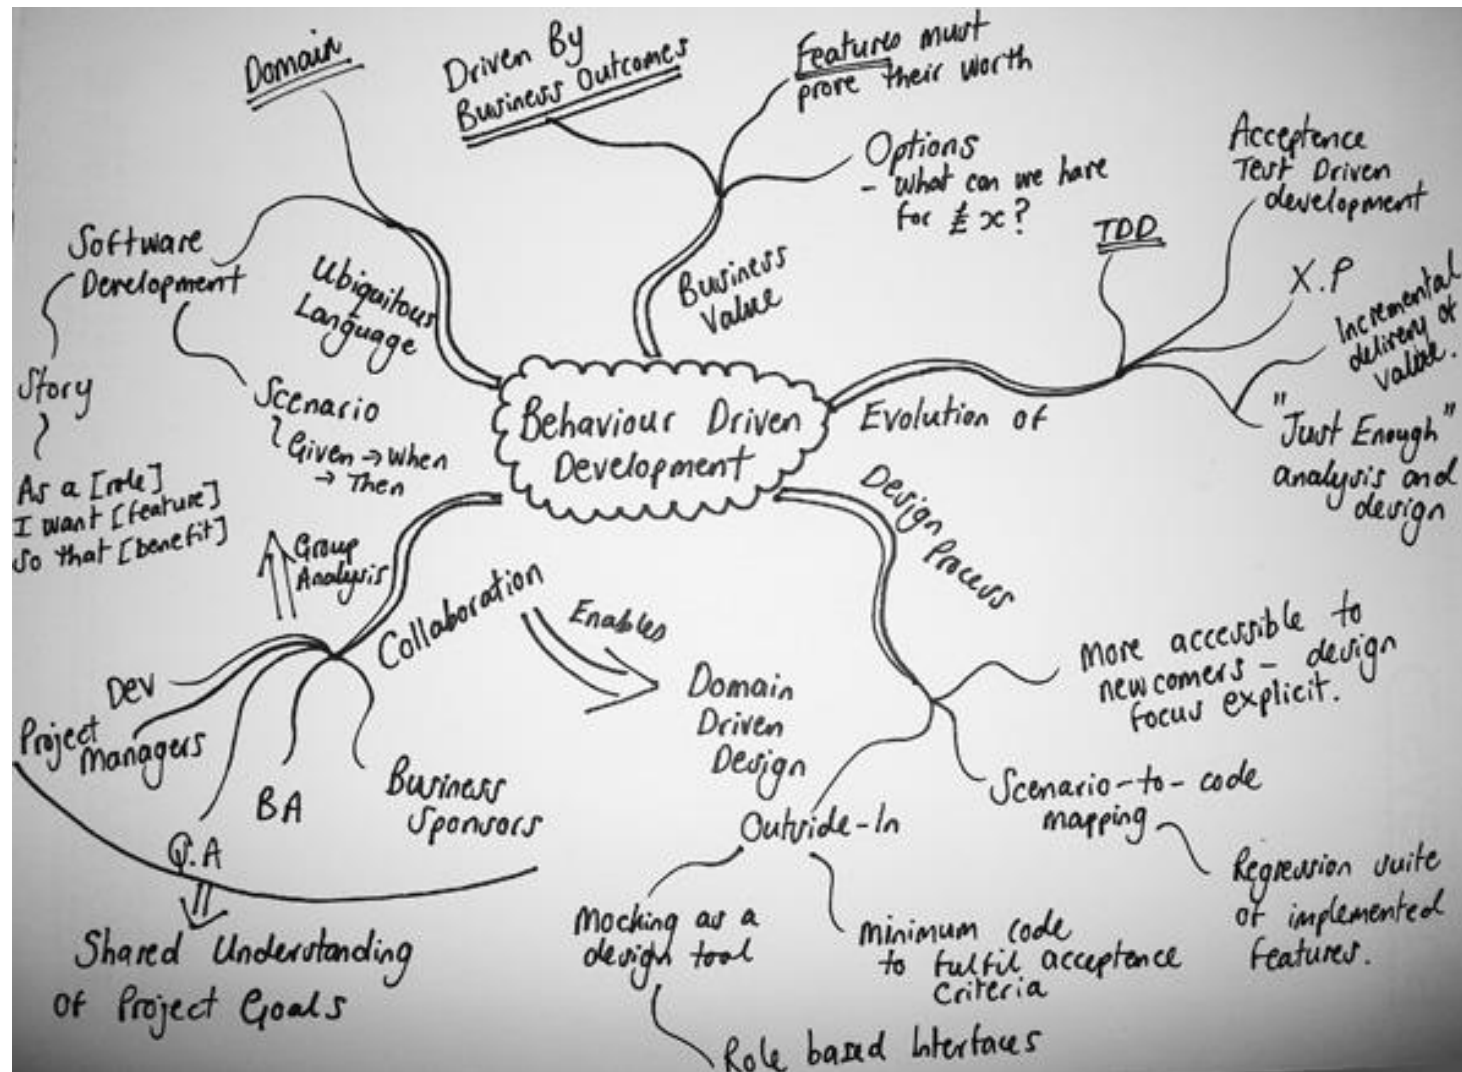 Domain
Driven By
Business Outcomes
Features must
prove their worth
Options
- What can we have
for £ x?
Acceptence
Test Driven
development
TDD
X.P
Incremental
delivery of
value.
"Just Enough"
analysis and
design
Software
Development
Ubiquitous
Language
Business
Value
Story
Scenario
Given → When
→ Then
As a [role]
I want [feature]
so that [benefit]
Behaviour Driven
Development
Evolution of
Design
Process
Group
Analysis
Collaboration
Enables
Domain
Driven
Design
Dev
Project
Managers
Q.A
BA
Business
Sponsors
Shared Understanding
of Project Goals
More accessible to
newcomers - design
focus explicit.
Scenario-to-code
mapping
Regression suite
of implemented
features.
Outside-In
Mocking as a
design tool
Role based Interfaces
minimum code
to fulfil acceptence
criteria